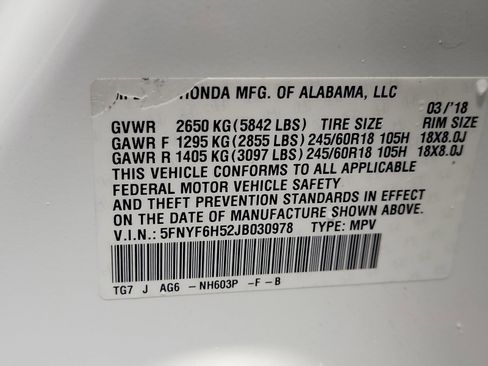 HONDA MFG. OF ALABAMA, LLC
03/'18
GVWR 2650 KG (5842 LBS) TIRE SIZE RIM SIZE
GAWR F 1295 KG (2855 LBS) 245/60R18 105H 18X8.0J
GAWR R 1405 KG (3097 LBS) 245/60R18 105H 18X8.0J
THIS VEHICLE CONFORMS TO ALL APPLICABLE
FEDERAL MOTOR VEHICLE SAFETY
AND THEFT PREVENTION STANDARDS IN EFFECT
ON THE DATE OF MANUFACTURE SHOWN ABOVE.
V.I.N.: 5FNYF6H52JB030978 TYPE: MPV
TG7 J AG6 -NH603P -F -B